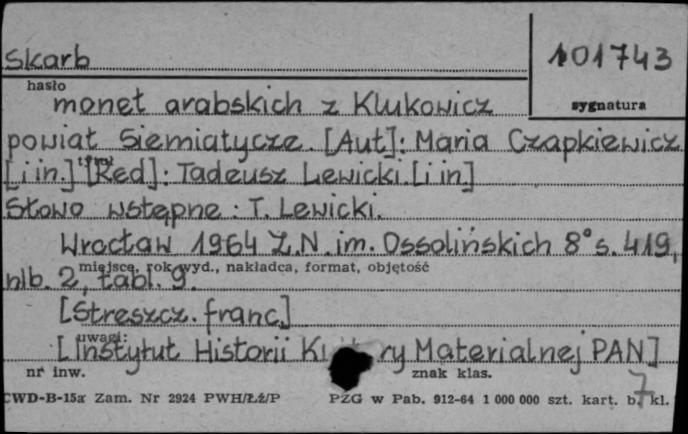 Skarb 101743
hasło
sygnatura
monet arabskich z Klukowicz
powiat Siemiatycze. [Aut]: Maria Czapkiewicz
[i in.] [Red]: Tadeusz Lewicki. [i in]
Słowo wstępne: T. Lewicki.
Wrocław 1964 Z.N. im. Ossolińskich 8° s. 419,
miejsce, rok wyd., nakładca, format, objętość
nlb. 2, tabl. 9.
[Streszcz. franc.]
uwagi:
[Instytut Historii Materialnej PAN]
nr inw. znak klas.
7
CWD-B-15a Zam. Nr 2924 PWH/Łż/P PZG w Pab. 912-64 1 000 000 szt. kart. b. kl.